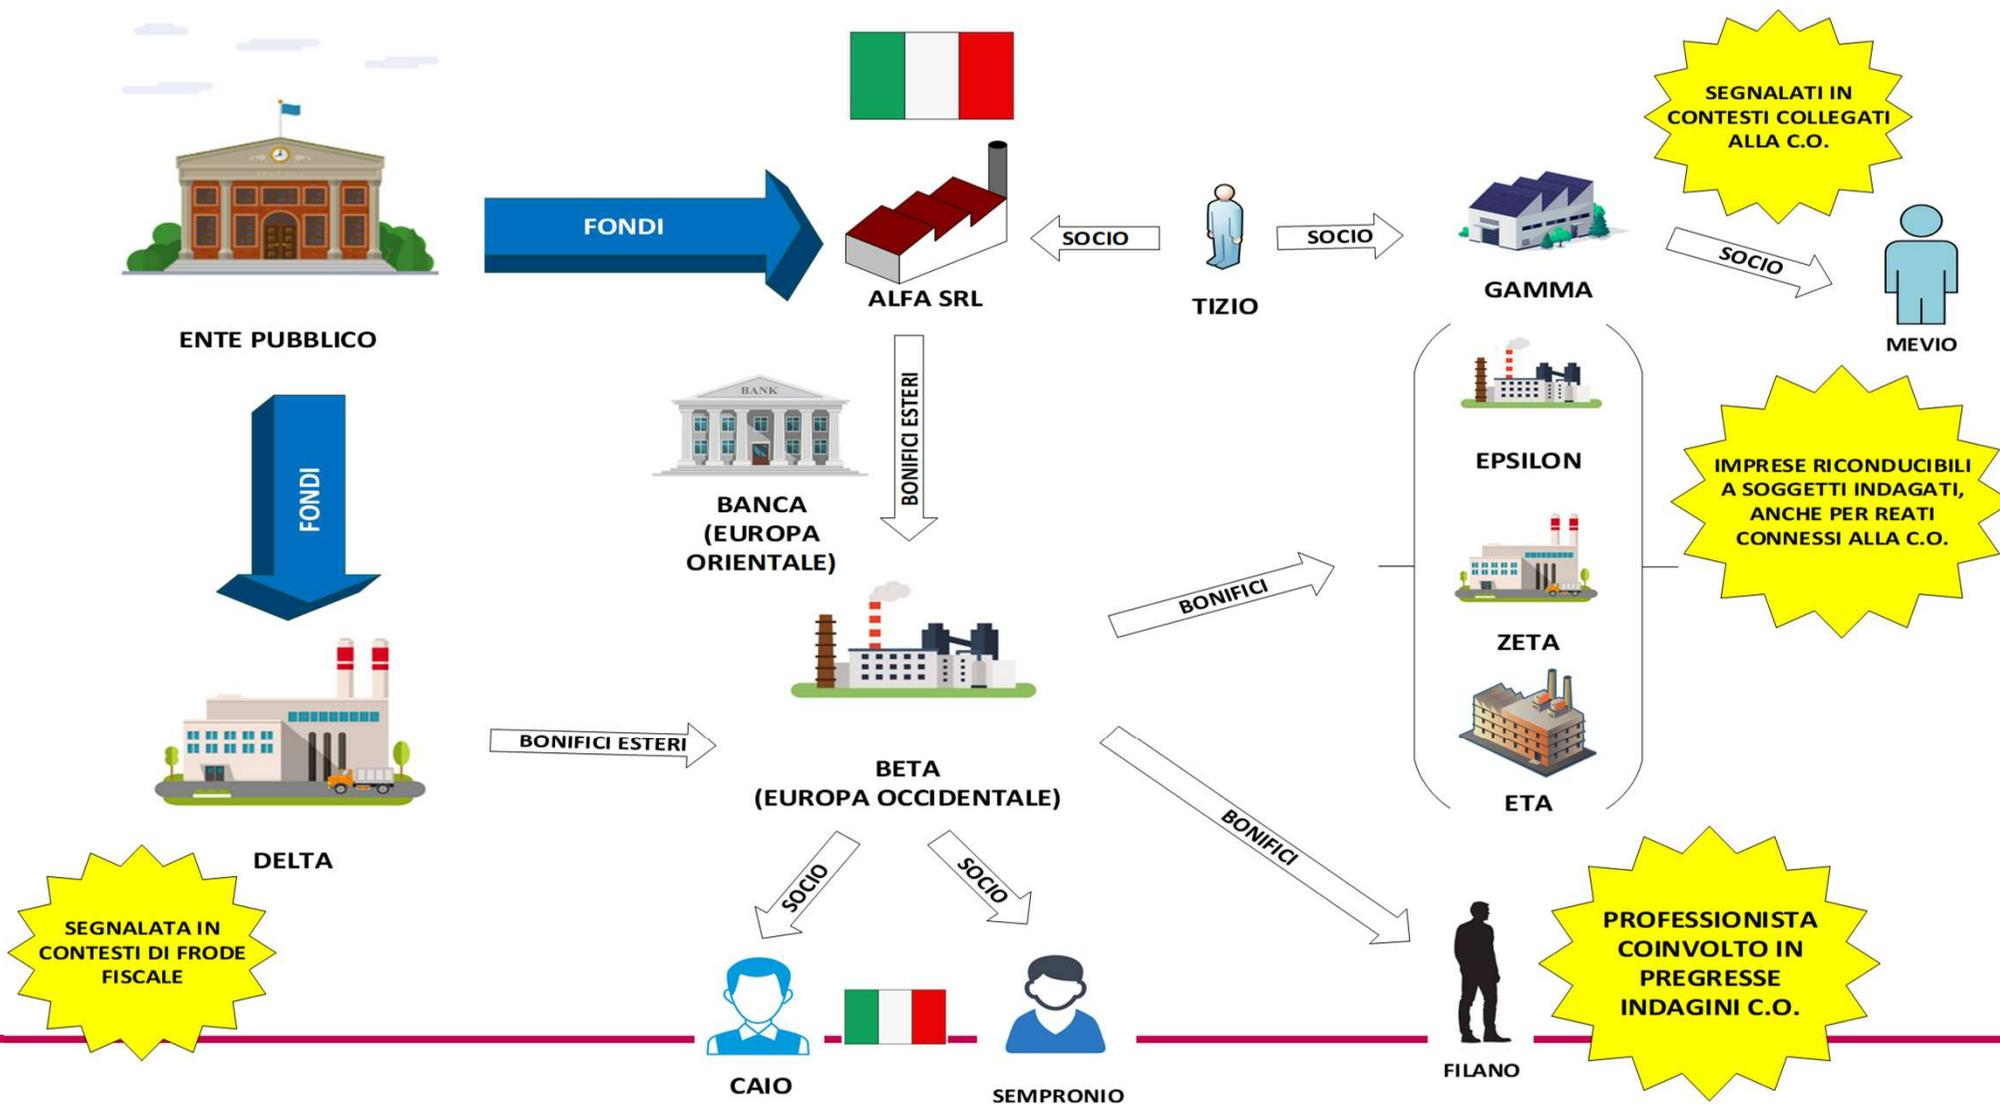 SEGNALATI IN
CONTESTI COLLEGATI
ALLA C.O.
FONDI
SOCIO
SOCIO
SOCIO
ALFA SRL
TIZIO
GAMMA
MEVIO
ENTE PUBBLICO
BONIFICI ESTERI
BANK
BANCA
(EUROPA
ORIENTALE)
FONDI
EPSILON
IMPRESE RICONDUCIBILI
A SOGGETTI INDAGATI,
ANCHE PER REATI
CONNESSI ALLA C.O.
BONIFICI
ZETA
BONIFICI ESTERI
BETA
(EUROPA OCCIDENTALE)
ETA
DELTA
BONIFICI
SOCIO
SOCIO
SEGNALATA IN
CONTESTI DI FRODE
FISCALE
PROFESSIONISTA
COINVOLTO IN
PREGRESSE
INDAGINI C.O.
CAIO
SEMPRONIO
FILANO